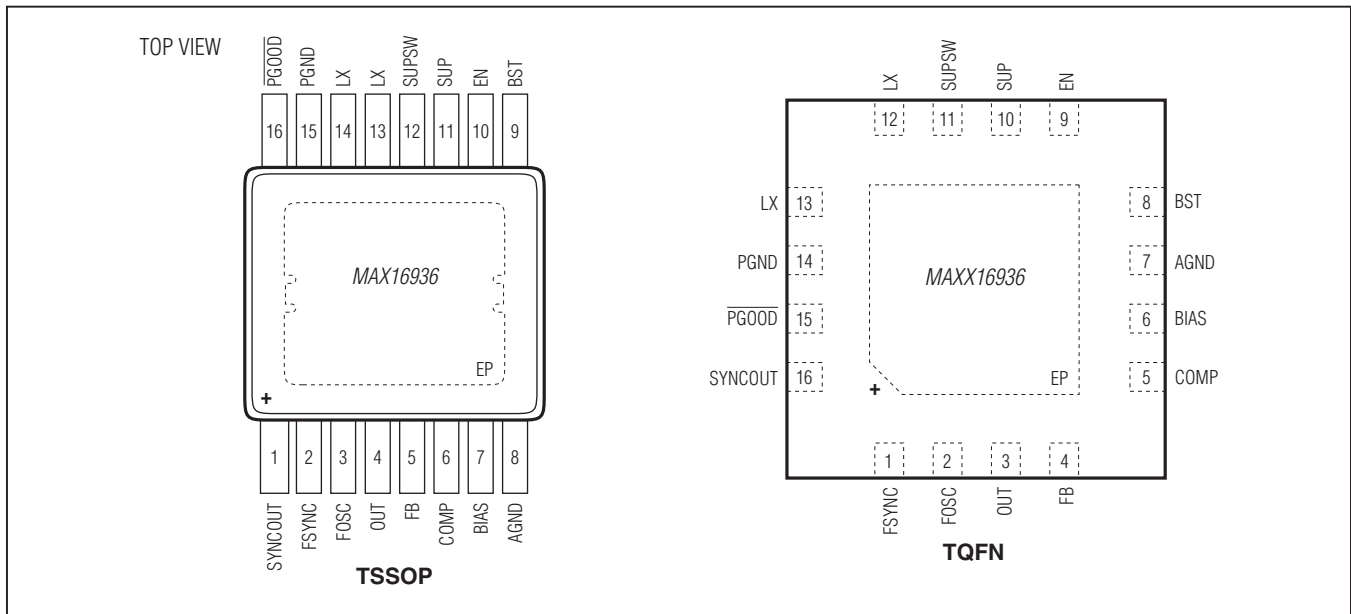 TOP VIEW
PGOOD PGND LX LX SUPSW SUP EN BST
16 15 14 13 12 11 10 9
MAX16936
EP
+
1 2 3 4 5 6 7 8
SYNCOUT FSYNC FOSC OUT FB COMP BIAS AGND
TSSOP
LX SUPSW SUP EN
12 11 10 9
LX 13 8 BST
PGND 14 7 AGND
MAXX16936
PGOOD 15 6 BIAS
SYNCOUT 16 5 COMP
EP
+
1 2 3 4
FSYNC FOSC OUT FB
TQFN